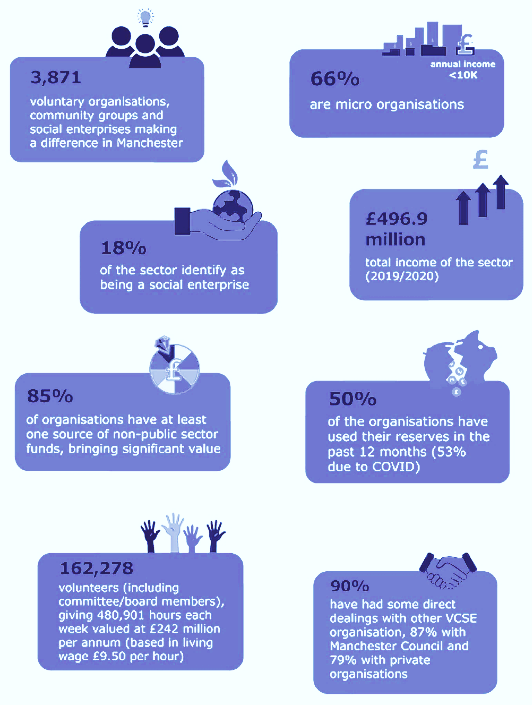 3,871
voluntary organisations,
community groups and
social enterprises making
a difference in Manchester
£
annual income
<10K
66%
are micro organisations
18%
of the sector identify as
being a social enterprise
£
£496.9
million
total income of the sector
(2019/2020)
£
85%
of organisations have at least
one source of non-public sector
funds, bringing significant value
50%
of the organisations have
used their reserves in the
past 12 months (53%
due to COVID)
162,278
volunteers (including
committee/board members),
giving 480,901 hours each
week valued at £242 million
per annum (based in living
wage £9.50 per hour)
90%
have had some direct
dealings with other VCSE
organisation, 87% with
Manchester Council and
79% with private
organisations